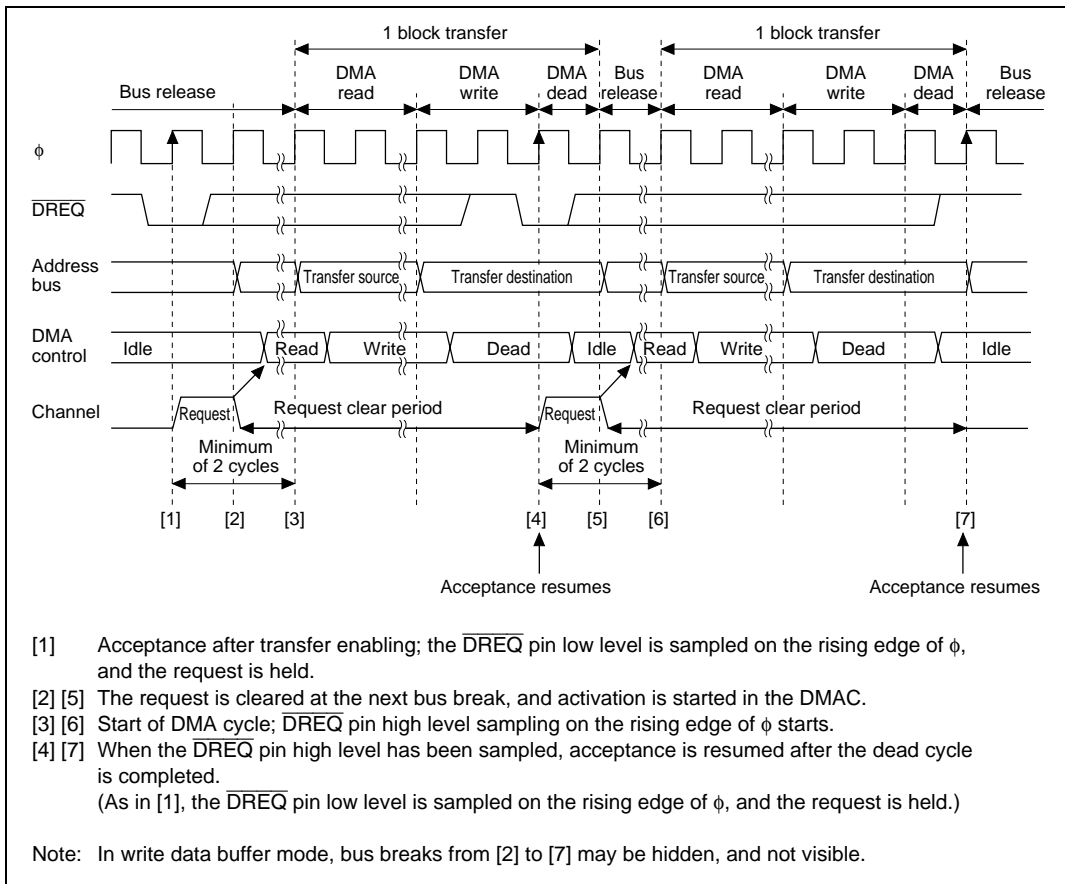 1 block transfer 1 block transfer
DMA DMA DMA Bus DMA DMA DMA Bus
Bus release read write dead release read write dead release
φ
DREQ
Address bus Transfer source Transfer destination Transfer source Transfer destination
DMA control Idle Read Write Dead Idle Read Write Dead Idle
Channel Request Request clear period Request Request clear period
Minimum Minimum
of 2 cycles of 2 cycles
[1] [2] [3] [4] [5] [6] [7]
Acceptance resumes Acceptance resumes
[1] Acceptance after transfer enabling; the DREQ pin low level is sampled on the rising edge of φ,
and the request is held.
[2] [5] The request is cleared at the next bus break, and activation is started in the DMAC.
[3] [6] Start of DMA cycle; DREQ pin high level sampling on the rising edge of φ starts.
[4] [7] When the DREQ pin high level has been sampled, acceptance is resumed after the dead cycle
is completed.
(As in [1], the DREQ pin low level is sampled on the rising edge of φ, and the request is held.)
Note: In write data buffer mode, bus breaks from [2] to [7] may be hidden, and not visible.